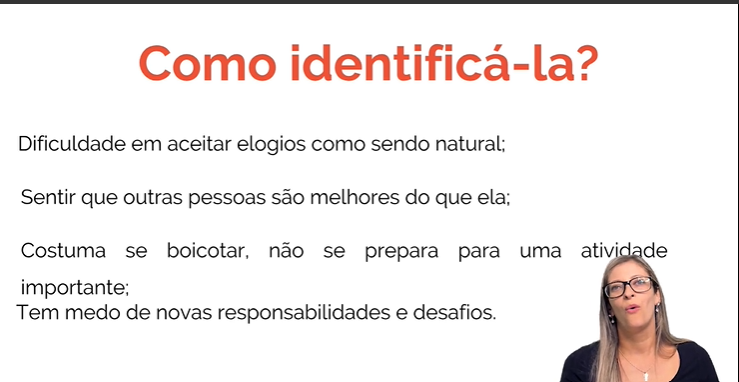 Como identificá-la?
Dificuldade em aceitar elogios como sendo natural;
Sentir que outras pessoas são melhores do que ela;
Costuma se boicotar, não se prepara para uma atividade
importante;
Tem medo de novas responsabilidades e desafios.